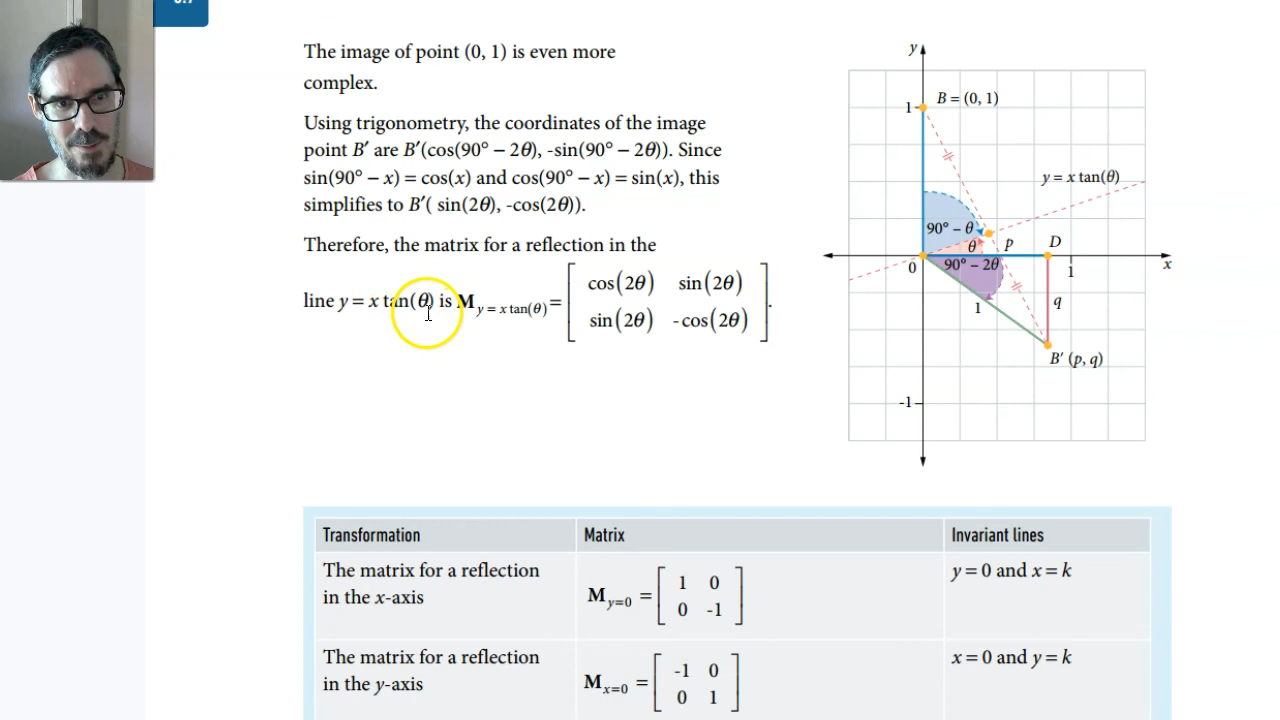 The image of point (0, 1) is even more
complex.
Using trigonometry, the coordinates of the image
point B′ are B′(cos(90° − 2θ), -sin(90° − 2θ)). Since
sin(90° − x) = cos(x) and cos(90° − x) = sin(x), this
simplifies to B′( sin(2θ), -cos(2θ)).
Therefore, the matrix for a reflection in the
line y = x tan(θ) is M y = x tan(θ) = [ cos(2θ) sin(2θ)
sin(2θ) -cos(2θ) ].
y
1
B = (0, 1)
y = x tan(θ)
90° − θ
θ
p
D
0
90° − 2θ
1
x
1
q
B′ (p, q)
-1
Transformation Matrix Invariant lines
The matrix for a reflection
in the x-axis
M y=0 = [ 1 0
0 -1 ]
y = 0 and x = k
The matrix for a reflection
in the y-axis
M x=0 = [ -1 0
0 1 ]
x = 0 and y = k